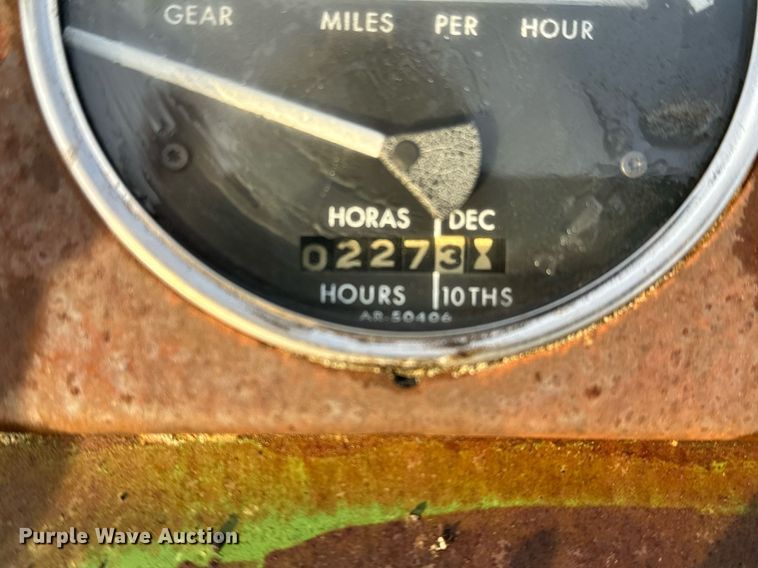 GEAR MILES PER HOUR
HORAS DEC
02273
HOURS 10THS
AR-50406
Purple Wave Auction